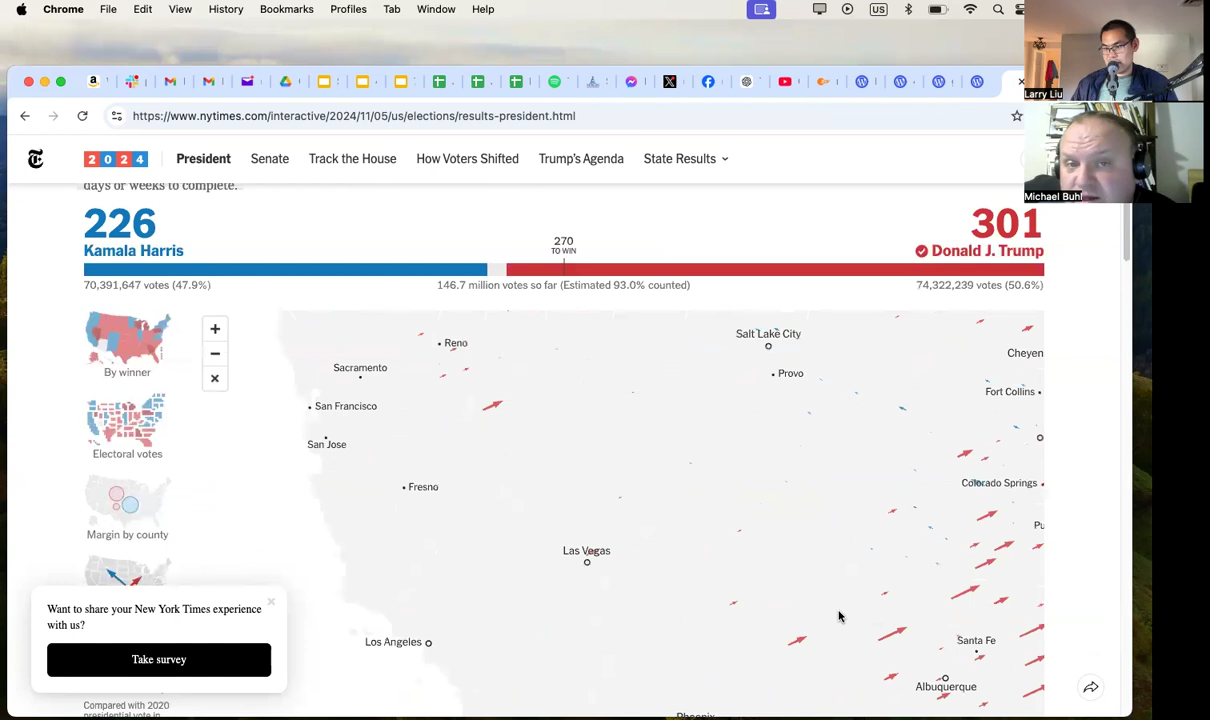 Chrome File Edit View History Bookmarks Profiles Tab Window Help US
Larry Liu
Michael Buhl
https://www.nytimes.com/interactive/2024/11/05/us/elections/results-president.html
2024 President Senate Track the House How Voters Shifted Trump's Agenda State Results
days or weeks to complete.
226
Kamala Harris
270
TO WIN
301
Donald J. Trump
70,391,647 votes (47.9%)
146.7 million votes so far (Estimated 93.0% counted)
74,322,239 votes (50.6%)
By winner
Electoral votes
Margin by county
+
−
×
Salt Lake City
Reno
Cheyen
Sacramento
Provo
Fort Collins
San Francisco
San Jose
Colorado Springs
Fresno
Pu
Las Vegas
Los Angeles
Santa Fe
Albuquerque
Phoenix
Want to share your New York Times experience
with us?
Take survey
Compared with 2020
presidential vote in